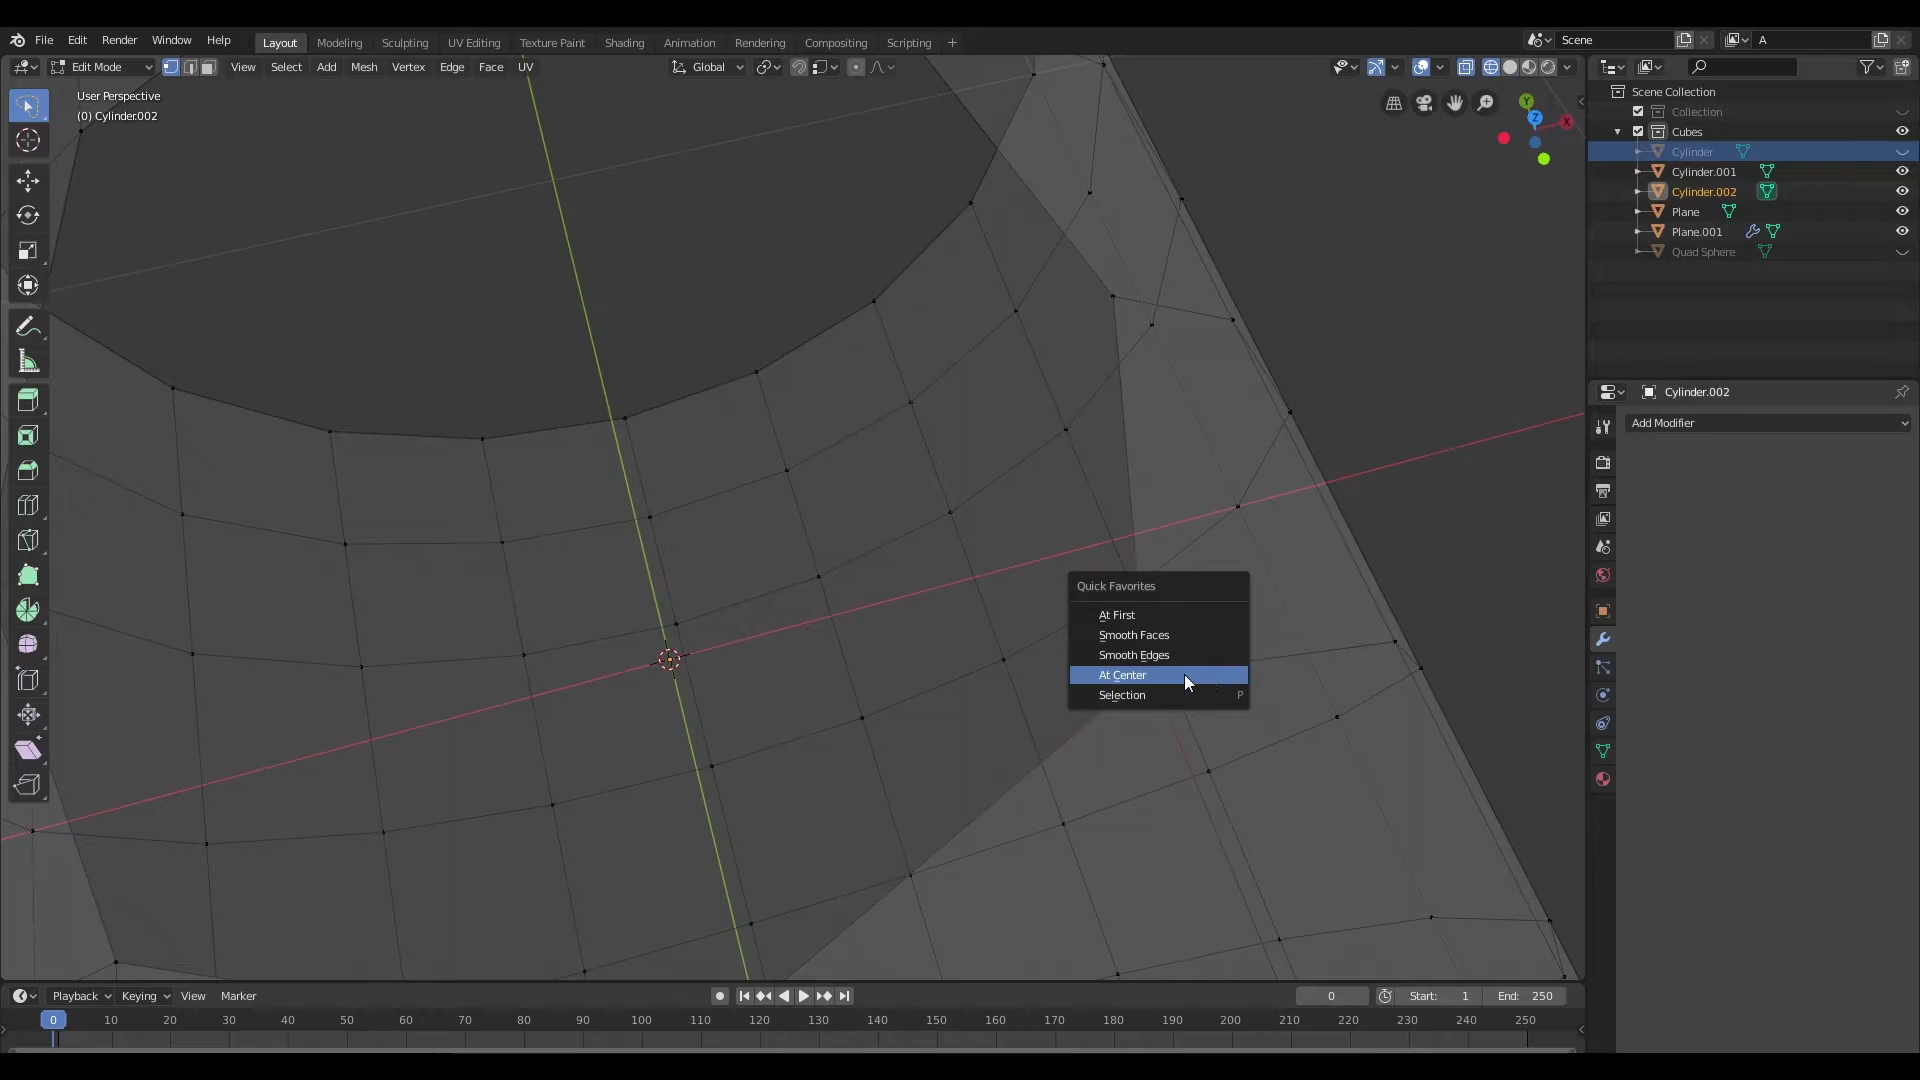 File Edit Render Window Help Layout Modeling Sculpting UV Editing Texture Paint Shading Animation Rendering Compositing Scripting + Scene A
Edit Mode View Select Add Mesh Vertex Edge Face UV Global
User Perspective
(0) Cylinder.002
Y
Z
X
Scene Collection
Collection
Cubes
Cylinder
Cylinder.001
Cylinder.002
Plane
Plane.001
Quad Sphere
Cylinder.002
Add Modifier
Quick Favorites
At First
Smooth Faces
Smooth Edges
At Center
Selection P
Playback Keying View Marker 0 Start: 1 End: 250
0 10 20 30 40 50 60 70 80 90 100 110 120 130 140 150 160 170 180 190 200 210 220 230 240 250